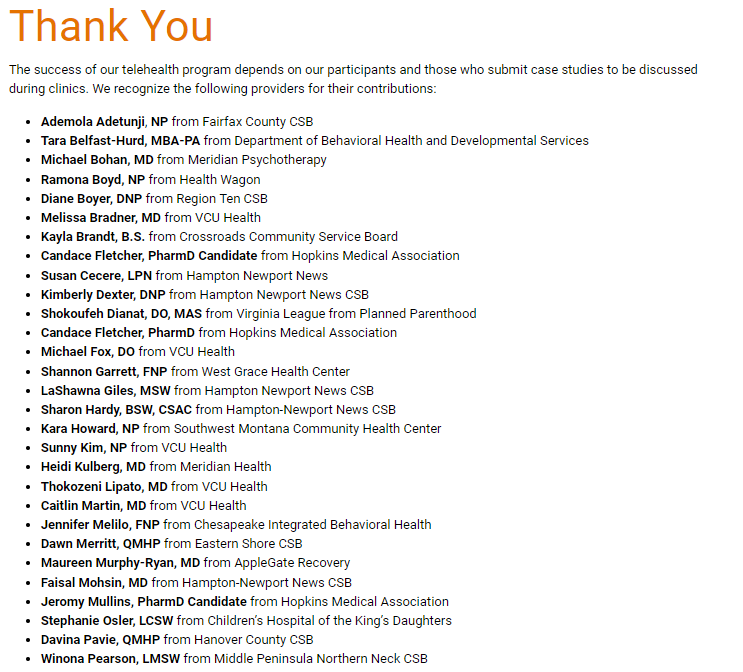 Thank You
The success of our telehealth program depends on our participants and those who submit case studies to be discussed
during clinics. We recognize the following providers for their contributions:
Ademola Adetunji, NP from Fairfax County CSB
Tara Belfast-Hurd, MBA-PA from Department of Behavioral Health and Developmental Services
Michael Bohan, MD from Meridian Psychotherapy
Ramona Boyd, NP from Health Wagon
Diane Boyer, DNP from Region Ten CSB
Melissa Bradner, MD from VCU Health
Kayla Brandt, B.S. from Crossroads Community Service Board
Candace Fletcher, PharmD Candidate from Hopkins Medical Association
Susan Cecere, LPN from Hampton Newport News
Kimberly Dexter, DNP from Hampton Newport News CSB
Shokoufeh Dianat, DO, MAS from Virginia League from Planned Parenthood
Candace Fletcher, PharmD from Hopkins Medical Association
Michael Fox, DO from VCU Health
Shannon Garrett, FNP from West Grace Health Center
LaShawna Giles, MSW from Hampton Newport News CSB
Sharon Hardy, BSW, CSAC from Hampton-Newport News CSB
Kara Howard, NP from Southwest Montana Community Health Center
Sunny Kim, NP from VCU Health
Heidi Kulberg, MD from Meridian Health
Thokozeni Lipato, MD from VCU Health
Caitlin Martin, MD from VCU Health
Jennifer Melilo, FNP from Chesapeake Integrated Behavioral Health
Dawn Merritt, QMHP from Eastern Shore CSB
Maureen Murphy-Ryan, MD from AppleGate Recovery
Faisal Mohsin, MD from Hampton-Newport News CSB
Jeromy Mullins, PharmD Candidate from Hopkins Medical Association
Stephanie Osler, LCSW from Children’s Hospital of the King’s Daughters
Davina Pavie, QMHP from Hanover County CSB
Winona Pearson, LMSW from Middle Peninsula Northern Neck CSB